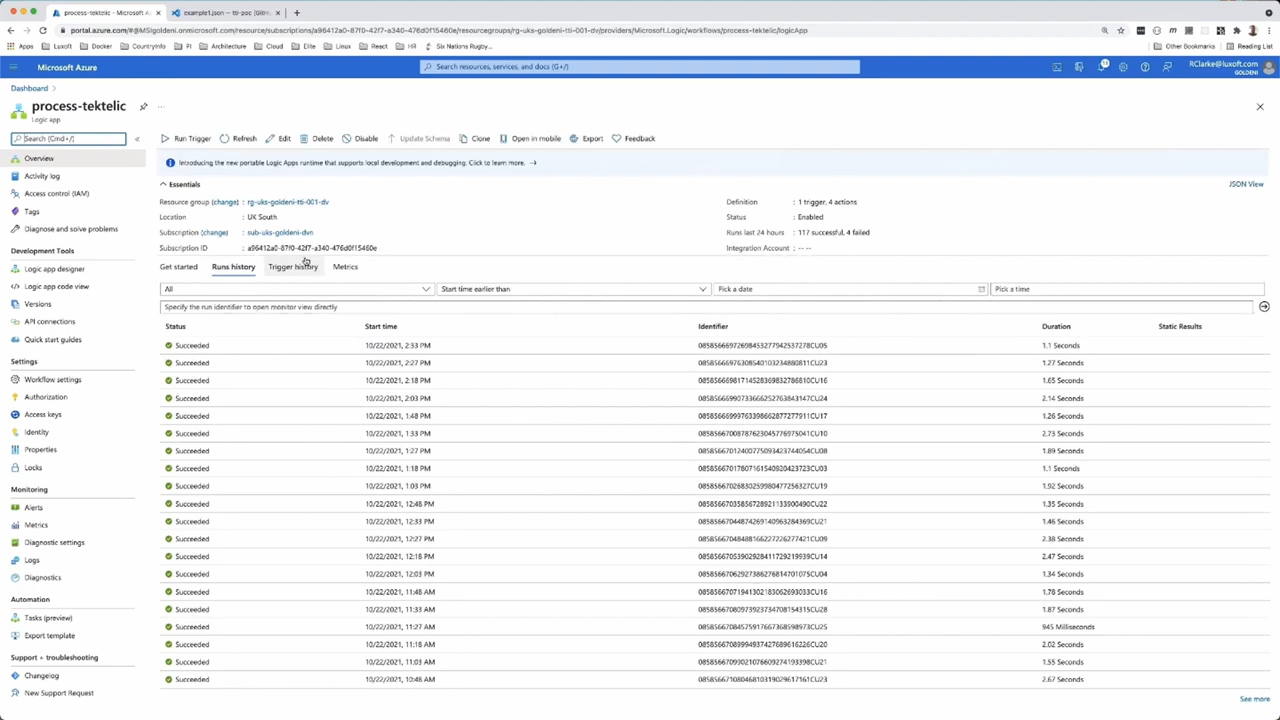 process-tektelic - Microsoft A
example1.json — tti-poc [GitH
portal.azure.com/#@MSIgoldeni.onmicrosoft.com/resource/subscriptions/a96412a0-87f0-42f7-a340-476d0f15460e/resourcegroups/rg-uks-goldeni-tti-001-dv/providers/Microsoft.Logic/workflows/process-tektelic/logicApp
Apps Luxoft Docker CountryInfo PI Architecture Cloud Elite Linux React HR Six Nations Rugby... Other Bookmarks Reading List
Microsoft Azure
Search resources, services, and docs (G+/)
RClarke@luxoft.com
GOLDENI
Dashboard >
process-tektelic
Logic app
Search (Cmd+/)
Run Trigger Refresh Edit Delete Disable Update Schema Clone Open in mobile Export Feedback
Overview
Activity log
Access control (IAM)
Tags
Diagnose and solve problems
Development Tools
Logic app designer
Logic app code view
Versions
API connections
Quick start guides
Settings
Workflow settings
Authorization
Access keys
Identity
Properties
Locks
Monitoring
Alerts
Metrics
Diagnostic settings
Logs
Diagnostics
Automation
Tasks (preview)
Export template
Support + troubleshooting
Changelog
New Support Request
Introducing the new portable Logic Apps runtime that supports local development and debugging. Click to learn more. →
Essentials
JSON View
Resource group (change) : rg-uks-goldeni-tti-001-dv
Definition : 1 trigger, 4 actions
Location : UK South
Status : Enabled
Subscription (change) : sub-uks-goldeni-dvn
Runs last 24 hours : 117 successful, 4 failed
Subscription ID : a96412a0-87f0-42f7-a340-476d0f15460e
Integration Account : -- --
Get started Runs history Trigger history Metrics
All Start time earlier than Pick a date Pick a time
Specify the run identifier to open monitor view directly
Status Start time Identifier Duration Static Results
Succeeded 10/22/2021, 2:33 PM 08585666972698453277942537278CU05 1.1 Seconds
Succeeded 10/22/2021, 2:27 PM 08585666976308540103234880811CU23 1.27 Seconds
Succeeded 10/22/2021, 2:18 PM 08585666981714528369832786810CU16 1.65 Seconds
Succeeded 10/22/2021, 2:03 PM 08585666990733666252763843147CU24 2.14 Seconds
Succeeded 10/22/2021, 1:48 PM 08585666999763398662877277911CU17 1.26 Seconds
Succeeded 10/22/2021, 1:33 PM 08585667008787623045776975041CU10 2.73 Seconds
Succeeded 10/22/2021, 1:27 PM 08585667012400775093423744054CU08 1.89 Seconds
Succeeded 10/22/2021, 1:18 PM 08585667017807161540920423723CU03 1.1 Seconds
Succeeded 10/22/2021, 1:03 PM 08585667026830259980477256327CU19 1.92 Seconds
Succeeded 10/22/2021, 12:48 PM 08585667035856728921133900490CU22 1.35 Seconds
Succeeded 10/22/2021, 12:33 PM 08585667044874269140963284369CU21 1.46 Seconds
Succeeded 10/22/2021, 12:27 PM 08585667048488166227226277421CU09 2.38 Seconds
Succeeded 10/22/2021, 12:18 PM 08585667053902928411729219939CU14 2.47 Seconds
Succeeded 10/22/2021, 12:03 PM 08585667062927386276814701075CU04 1.34 Seconds
Succeeded 10/22/2021, 11:48 AM 08585667071941302183062693033CU16 1.78 Seconds
Succeeded 10/22/2021, 11:33 AM 08585667080973923734708154315CU28 1.87 Seconds
Succeeded 10/22/2021, 11:27 AM 08585667084575917667368598973CU25 945 Milliseconds
Succeeded 10/22/2021, 11:18 AM 08585667089994937427689616226CU20 2.02 Seconds
Succeeded 10/22/2021, 11:03 AM 08585667099021076609274193398CU21 1.55 Seconds
Succeeded 10/22/2021, 10:48 AM 08585667108046810319029617161CU23 2.67 Seconds
See more